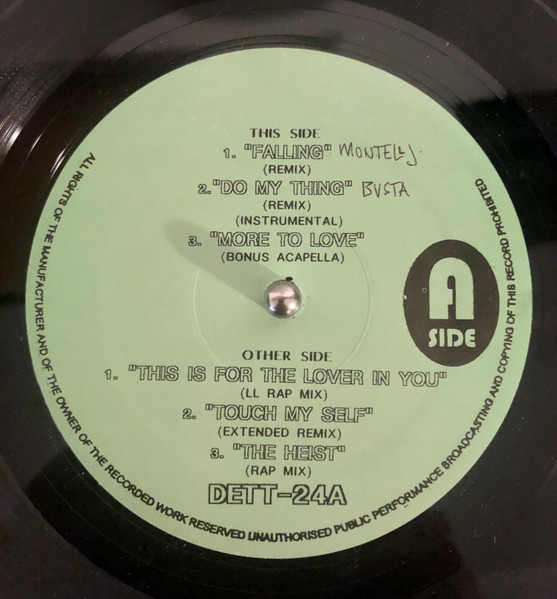 THIS SIDE
1. "FALLING" MONTELL J.
(REMIX)
2. "DO MY THING" BUSTA
(REMIX)
(INSTRUMENTAL)
3. "MORE TO LOVE"
(BONUS ACAPELLA)
A
SIDE
OTHER SIDE
1. "THIS IS FOR THE LOVER IN YOU"
(LL RAP MIX)
2. "TOUCH MY SELF"
(EXTENDED REMIX)
3. "THE HEIST"
(RAP MIX)
DETT-24A
ALL RIGHTS OF THE MANUFACTURER AND OF THE OWNER OF THE RECORDED WORK RESERVED UNAUTHORISED PUBLIC PERFORMANCE BROADCASTING AND COPYING OF THIS RECORD PROHIBITED